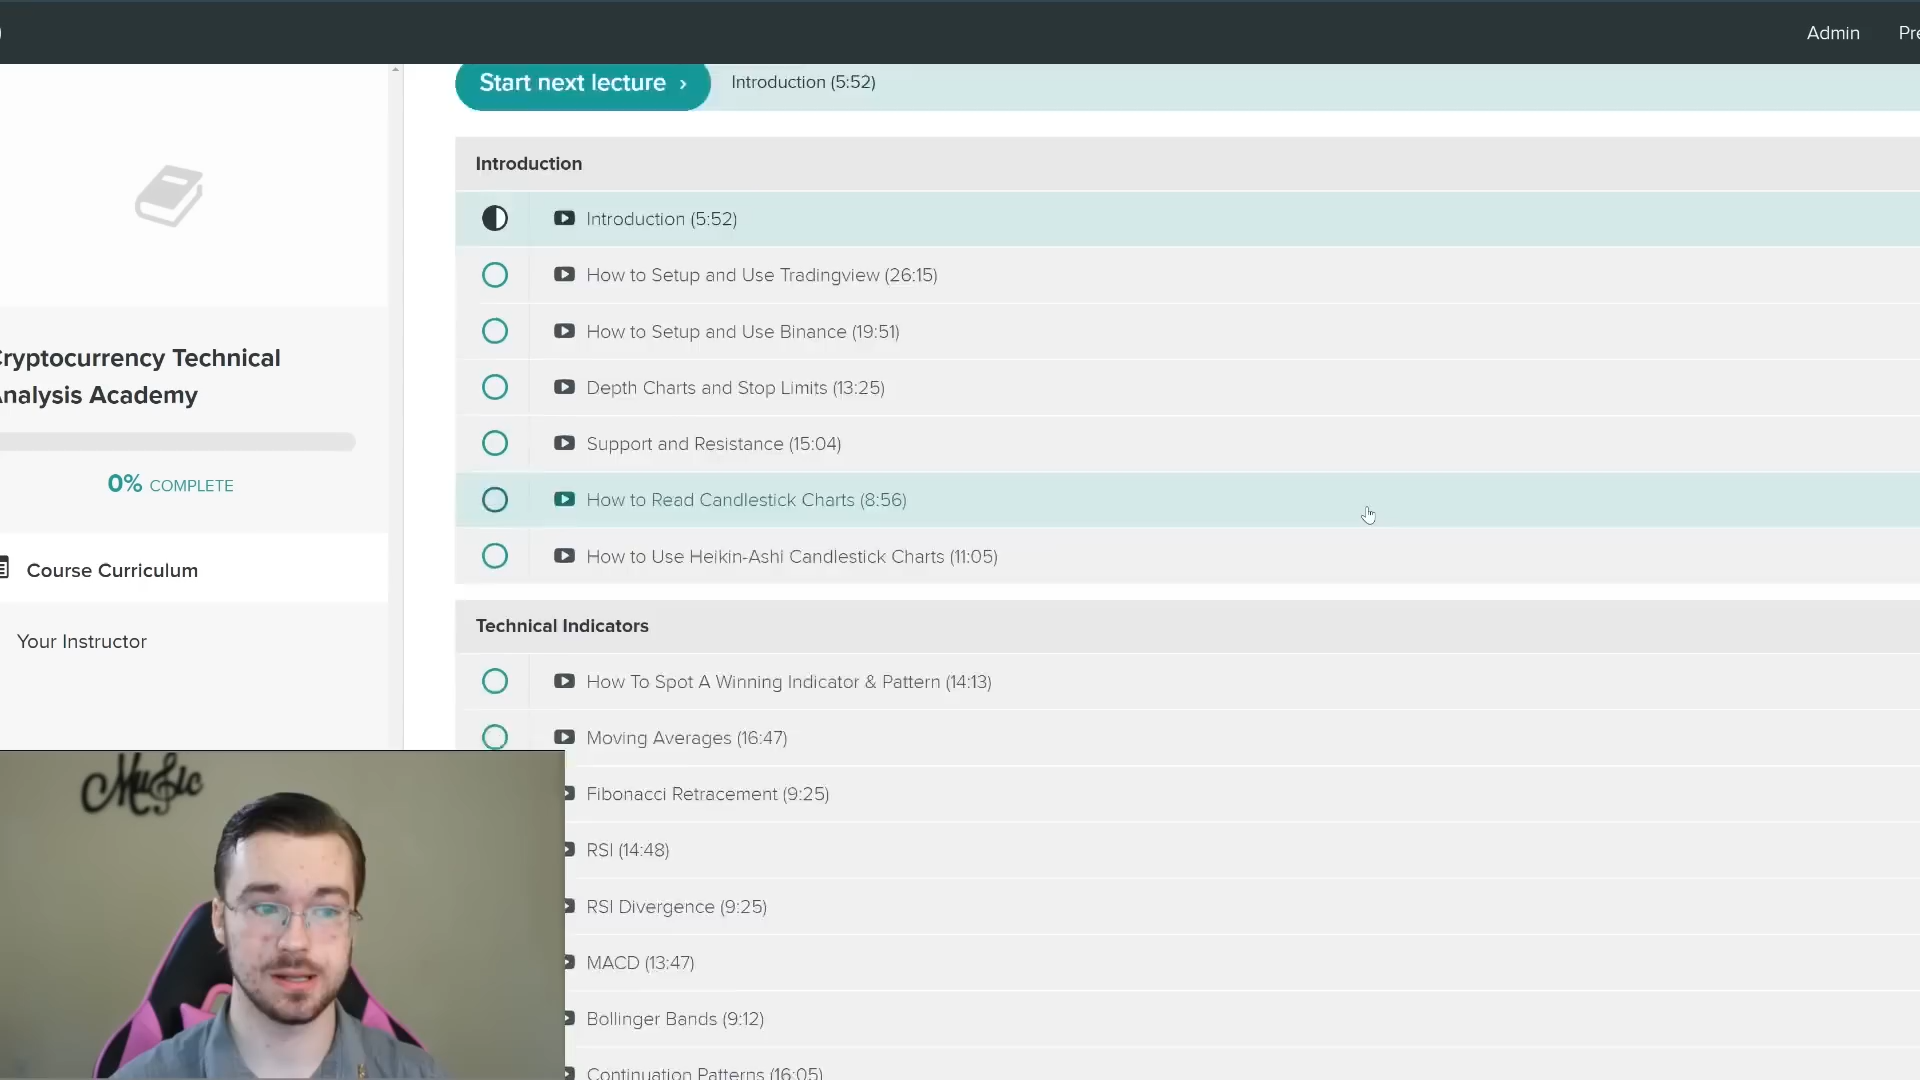 Admin
Start next lecture ›
Introduction (5:52)
Introduction
Introduction (5:52)
How to Setup and Use Tradingview (26:15)
How to Setup and Use Binance (19:51)
Depth Charts and Stop Limits (13:25)
Support and Resistance (15:04)
How to Read Candlestick Charts (8:56)
How to Use Heikin-Ashi Candlestick Charts (11:05)
ryptocurrency Technical
nalysis Academy
0% COMPLETE
Course Curriculum
Your Instructor
Technical Indicators
How To Spot A Winning Indicator & Pattern (14:13)
Moving Averages (16:47)
Fibonacci Retracement (9:25)
RSI (14:48)
RSI Divergence (9:25)
MACD (13:47)
Bollinger Bands (9:12)
Continuation Patterns (16:05)
Music